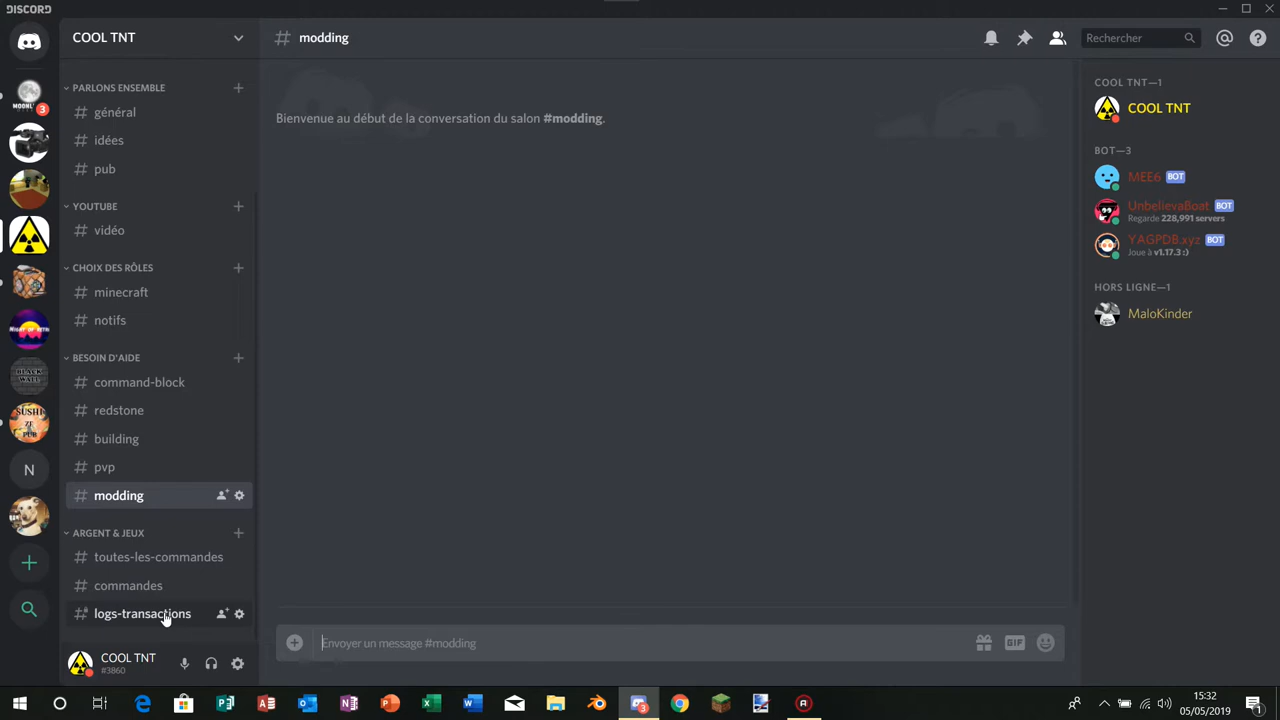 DISCORD
COOL TNT
# modding
Rechercher
PARLONS ENSEMBLE
# général
# idées
# pub
YOUTUBE
# vidéo
CHOIX DES RÔLES
# minecraft
# notifs
BESOIN D'AIDE
# command-block
# redstone
# building
# pvp
# modding
ARGENT & JEUX
# toutes-les-commandes
# commandes
# logs-transactions
COOL TNT
#3860
3
N
Bienvenue au début de la conversation du salon #modding.
Envoyer un message #modding
GIF
COOL TNT—1
COOL TNT
BOT—3
MEE6 BOT
UnbelievaBoat BOT
Regarde 228,991 servers
YAGPDB.xyz BOT
Joue à v1.17.3 :)
HORS LIGNE—1
MaloKinder
15:32
05/05/2019